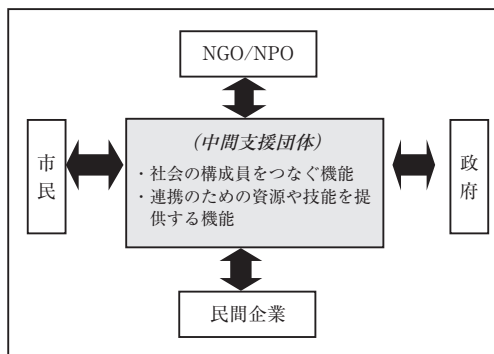 NGO/NPO
市民
(中間支援団体)
・社会の構成員をつなぐ機能
・連携のための資源や技能を提
供する機能
政府
民間企業